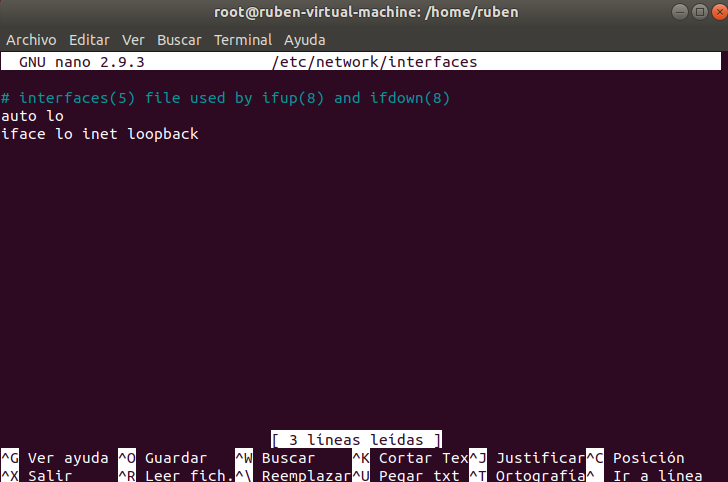 root@ruben-virtual-machine: /home/ruben
Archivo Editar Ver Buscar Terminal Ayuda
GNU nano 2.9.3 /etc/network/interfaces
# interfaces(5) file used by ifup(8) and ifdown(8)
auto lo
iface lo inet loopback
[ 3 líneas leídas ]
^G Ver ayuda ^O Guardar ^W Buscar ^K Cortar Tex^J Justificar^C Posición
^X Salir ^R Leer fich.^\ Reemplazar^U Pegar txt ^T Ortografía^_ Ir a línea